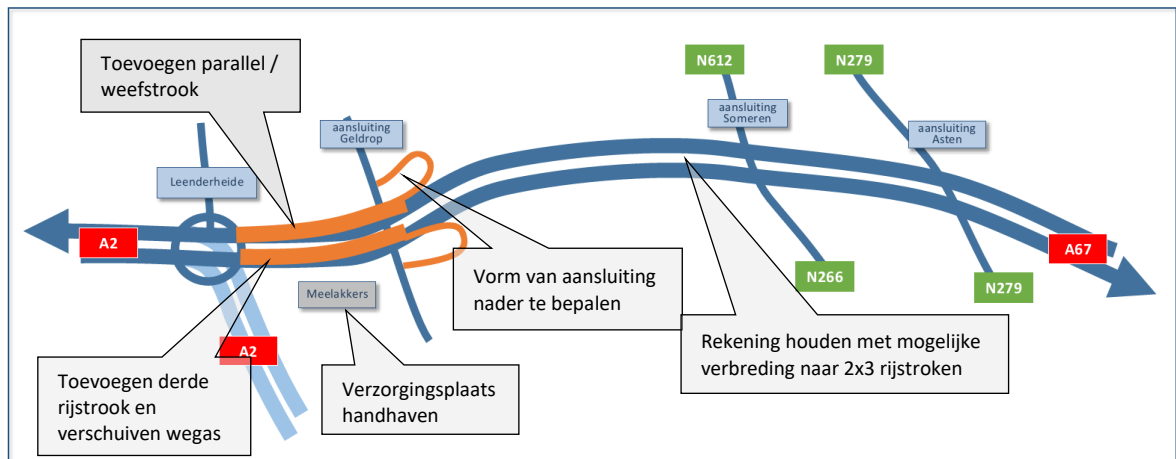 Toevoegen parallel /
weefstrook
N612
N279
aansluiting
Geldrop
aansluiting
Someren
aansluiting
Asten
Leenderheide
A2
A67
N266
N279
Meelakkers
Vorm van aansluiting
nader te bepalen
A2
Rekening houden met mogelijke
verbreding naar 2x3 rijstroken
Toevoegen derde
rijstrook en
verschuiven wegas
Verzorgingsplaats
handhaven